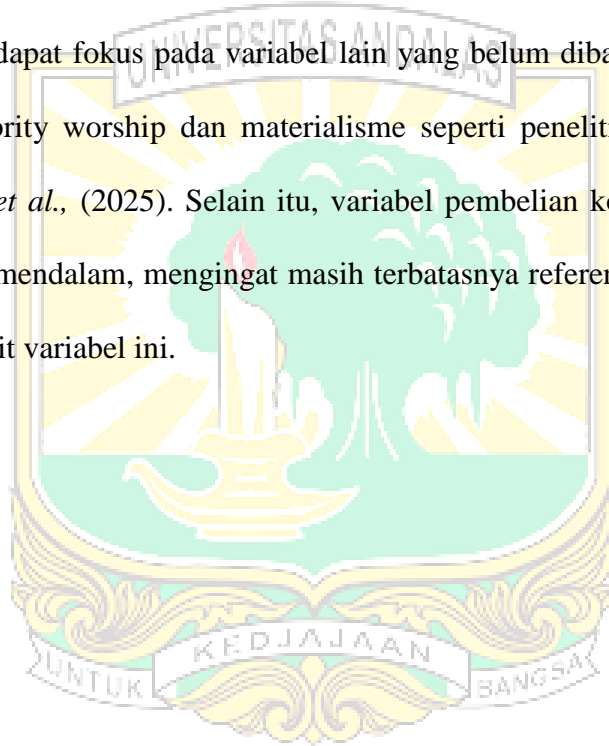 UNIVERSITAS ANDALAS
dapat fokus pada variabel lain yang belum diba
ority worship dan materialisme seperti peneliti
et al., (2025). Selain itu, variabel pembelian k
mendalam, mengingat masih terbatasnya referen
it variabel ini.
UNTUK KEDJAJAAN BANGSA